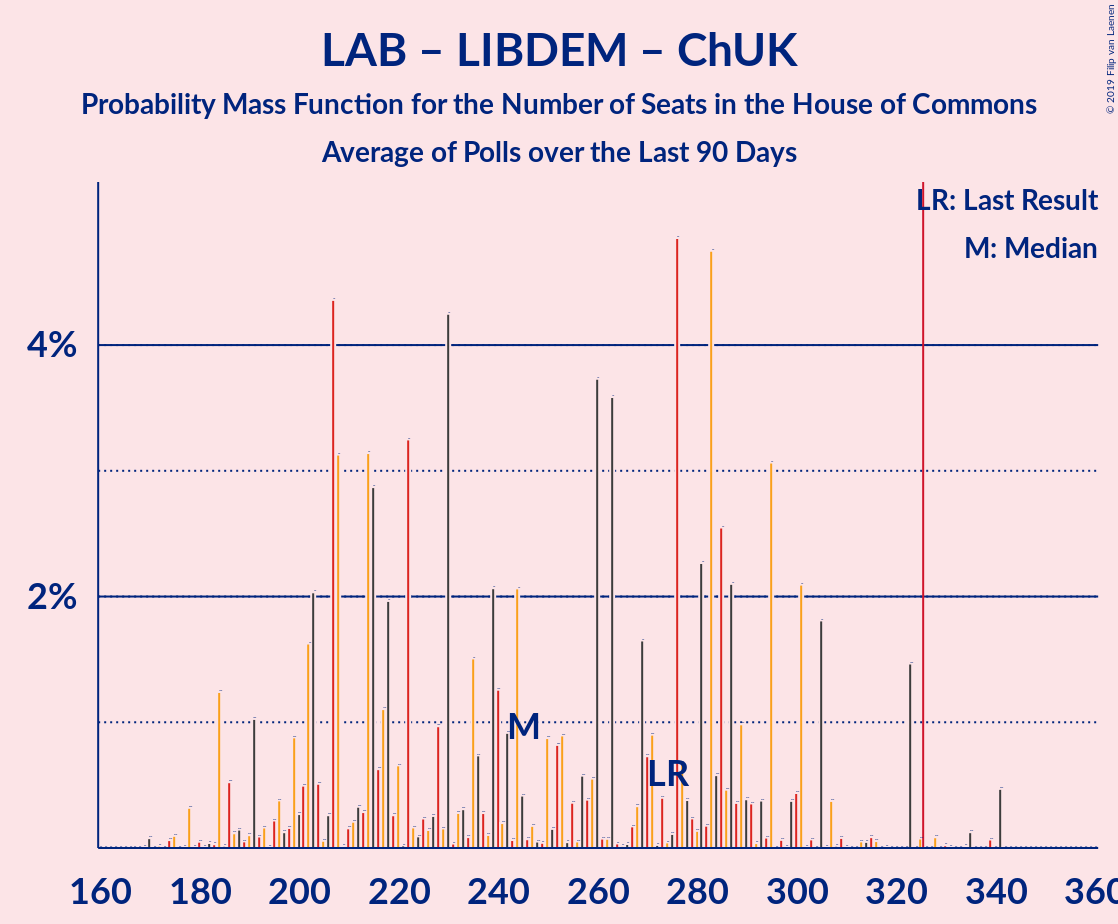 LAB – LIBDEM – ChUK
Probability Mass Function for the Number of Seats in the House of Commons
Average of Polls over the Last 90 Days
© 2019 Filip van Laenen
LR: Last Result
M: Median
4%
2%
M
LR
160 180 200 220 240 260 280 300 320 340 360